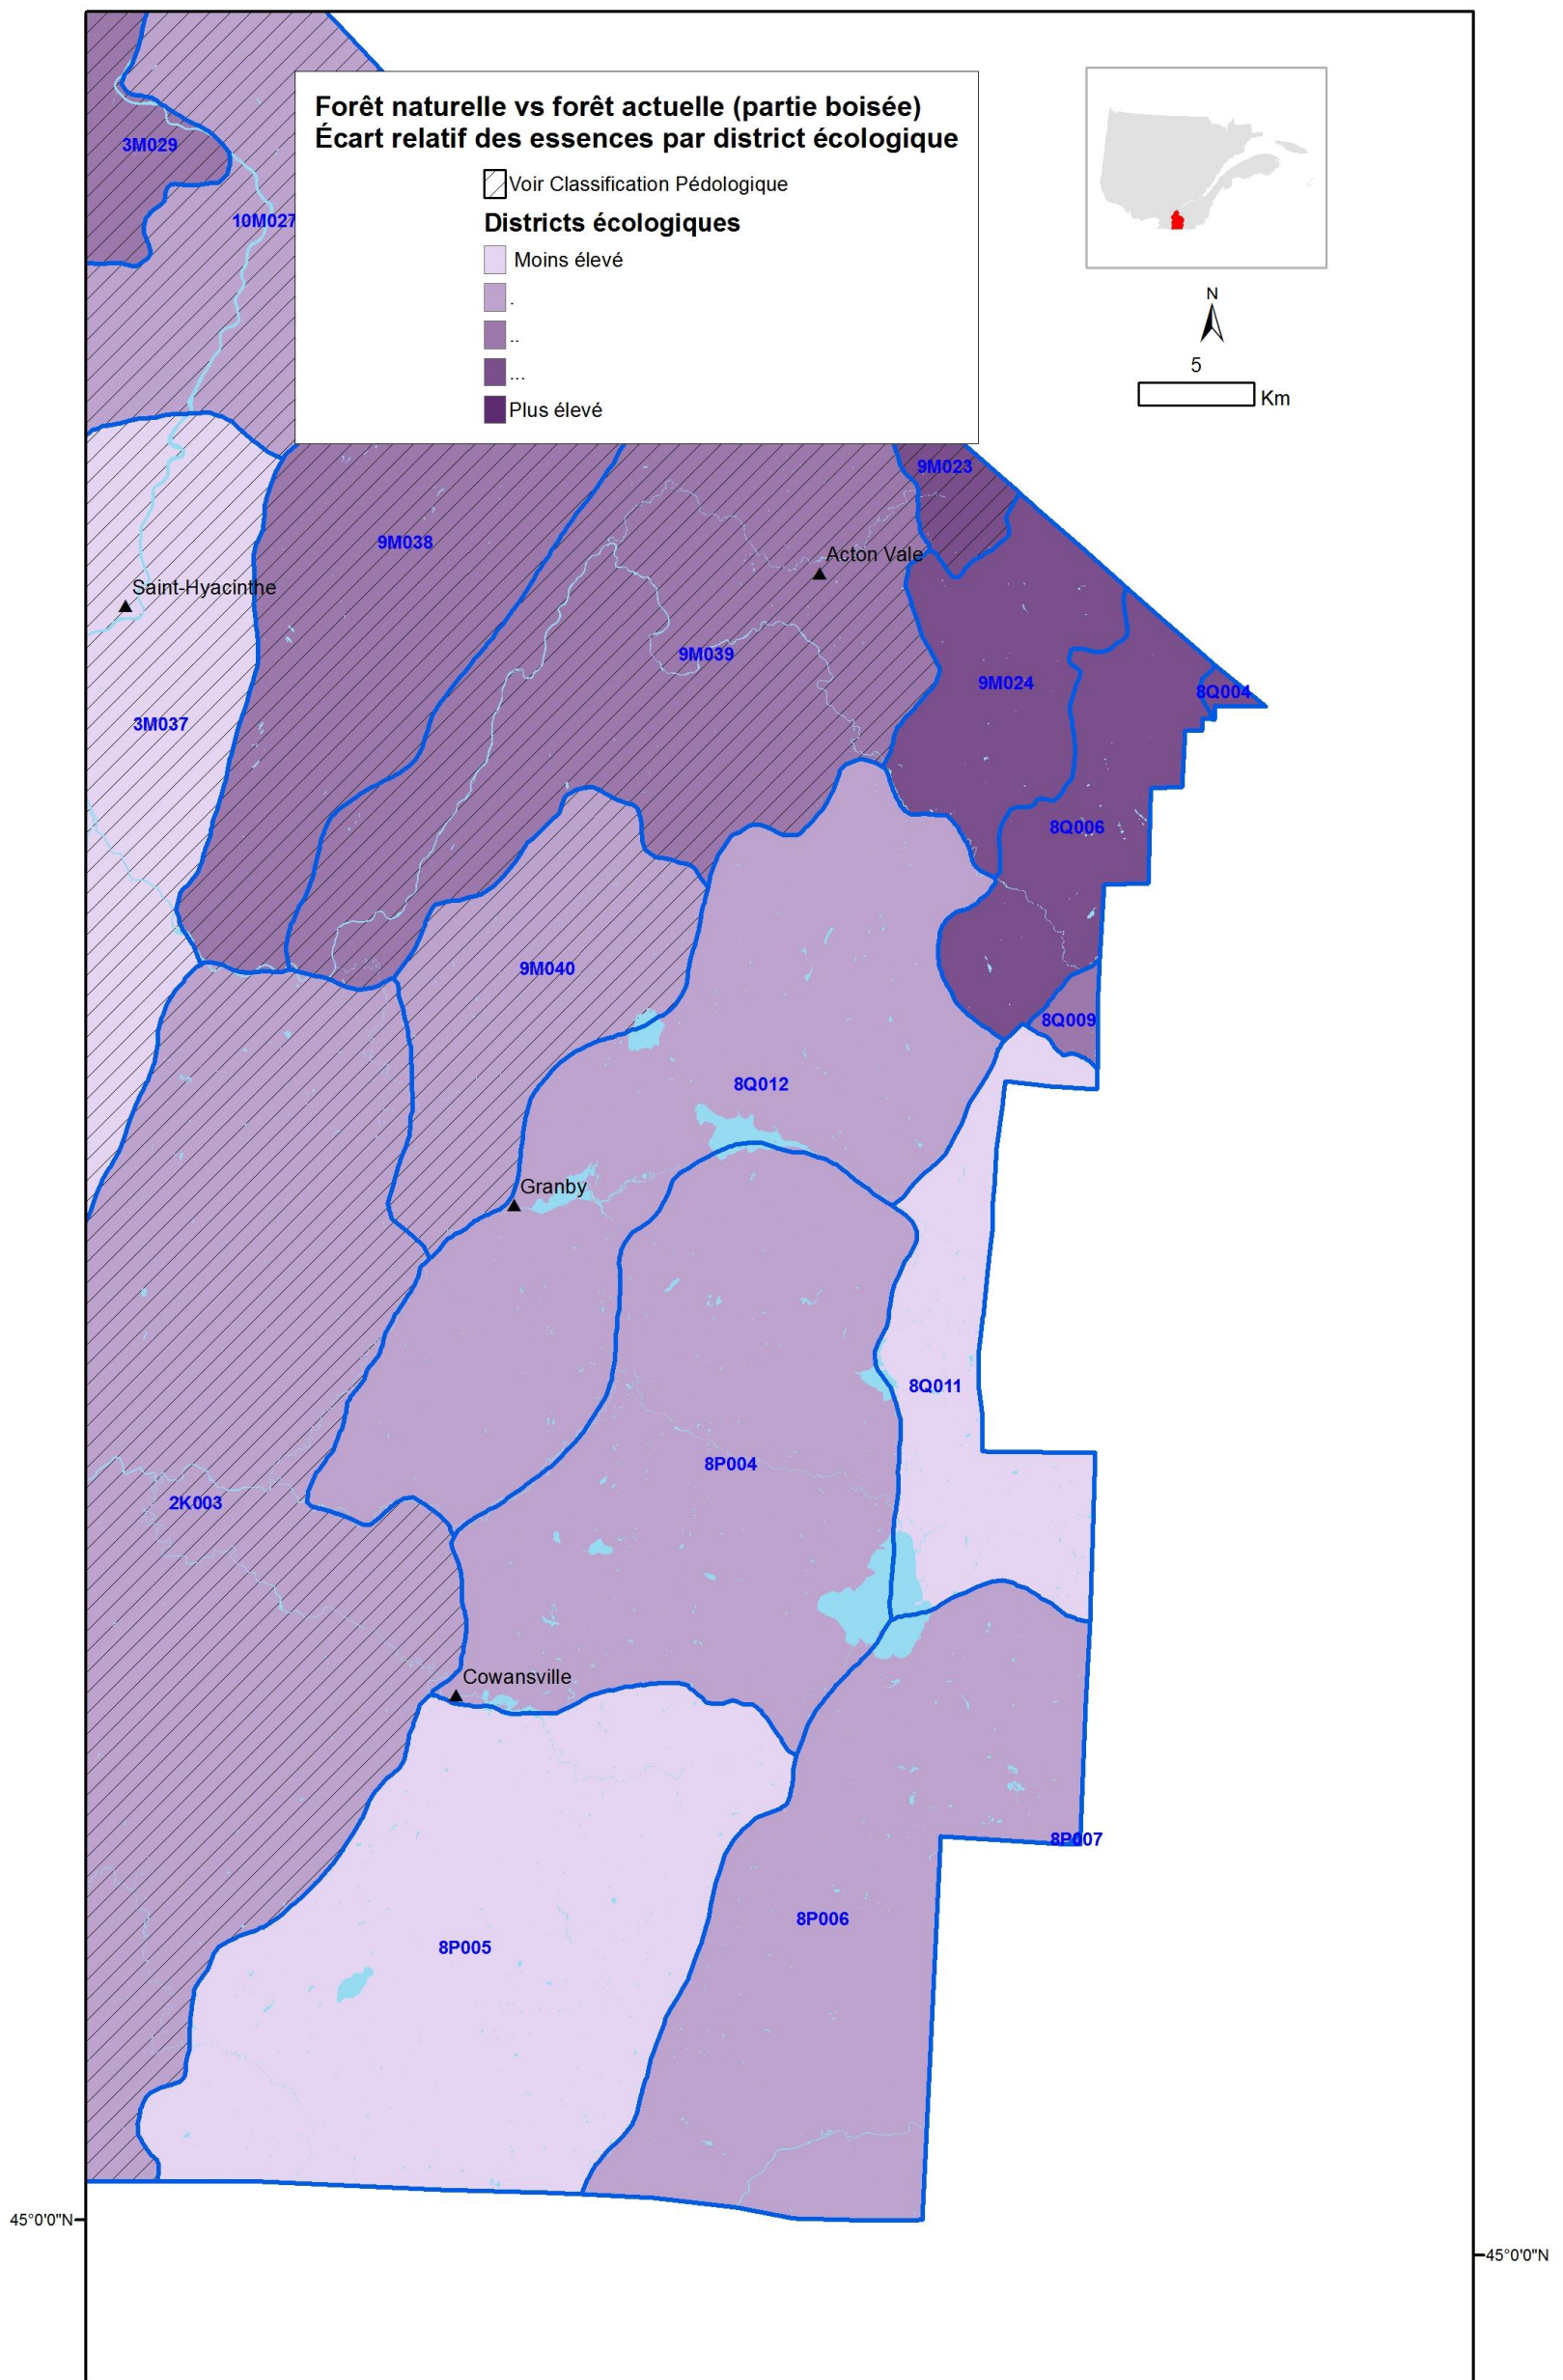 Forêt naturelle vs forêt actuelle (partie boisée)
Écart relatif des essences par district écologique
Voir Classification Pédologique
Districts écologiques
Moins élevé
.
..
...
Plus élevé
N
5
Km
3M029
10M027
9M023
9M038
Acton Vale
Saint-Hyacinthe
9M039
9M024
8Q004
3M037
8Q006
9M040
8Q009
8Q012
Granby
8Q011
8P004
2K003
Cowansville
8P007
8P006
8P005
45°0'0"N
45°0'0"N